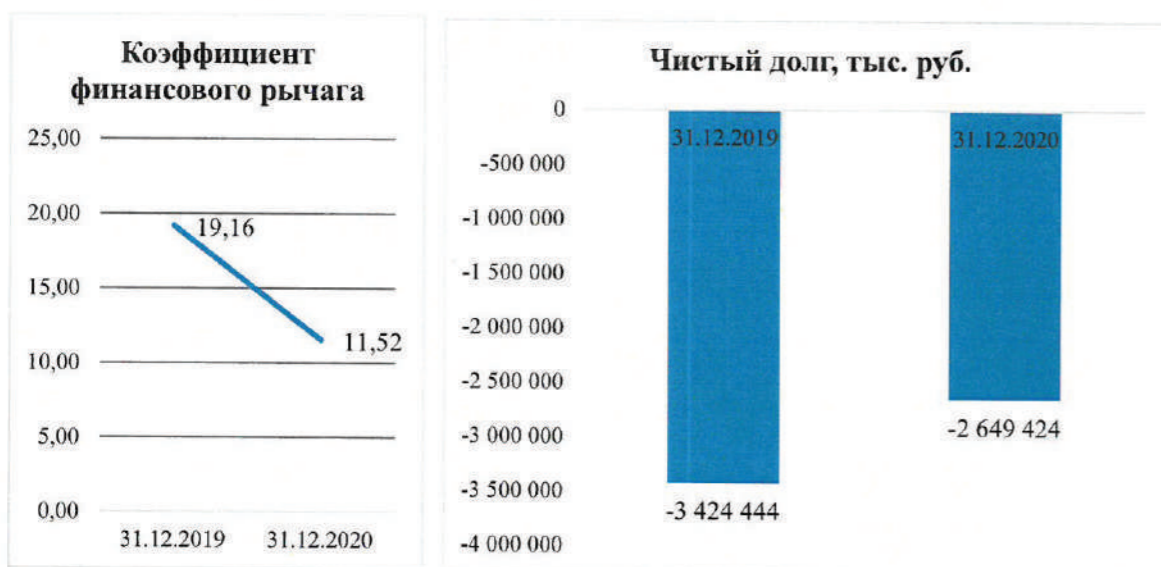 Коэффициент
финансового рычага
25,00
20,00
19,16
15,00
11,52
10,00
5,00
0,00
31.12.2019
31.12.2020
Чистый долг, тыс. руб.
0
31.12.2019
31.12.2020
-500 000
-1 000 000
-1 500 000
-2 000 000
-2 500 000
-3 000 000
-2 649 424
-3 500 000
-3 424 444
-4 000 000